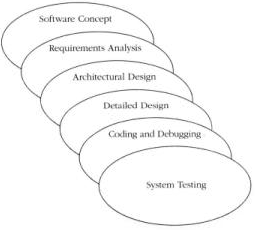 Software Concept
Requirements Analysis
Architectural Design
Detailed Design
Coding and Debugging
System Testing